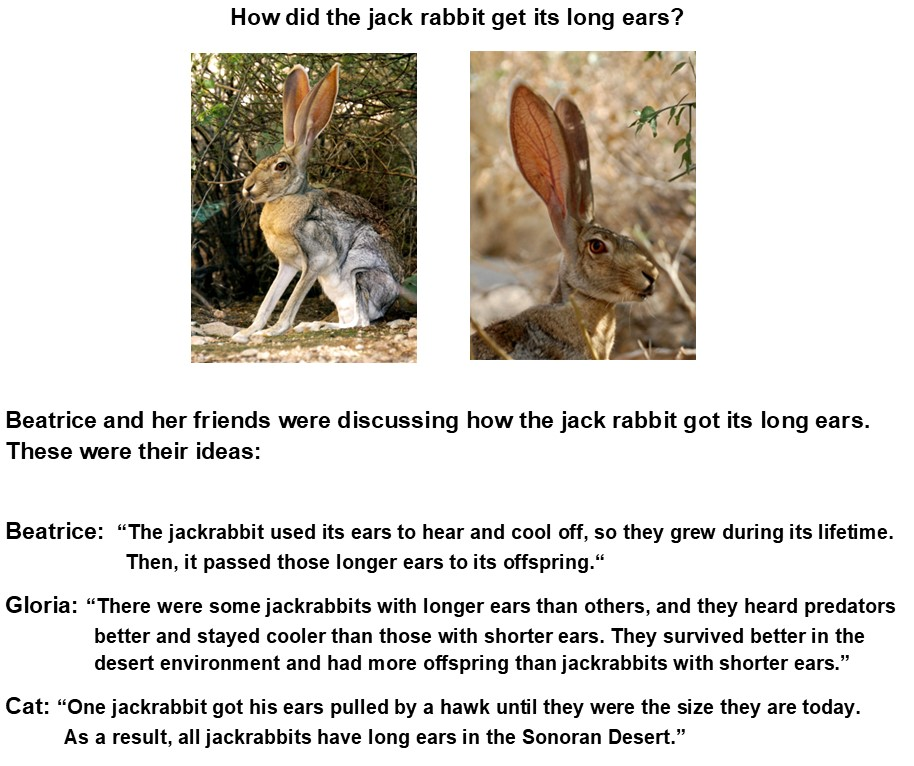 How did the jack rabbit get its long ears?
Beatrice and her friends were discussing how the jack rabbit got its long ears.
These were their ideas:
Beatrice: “The jackrabbit used its ears to hear and cool off, so they grew during its lifetime.
Then, it passed those longer ears to its offspring.“
Gloria: “There were some jackrabbits with longer ears than others, and they heard predators
better and stayed cooler than those with shorter ears. They survived better in the
desert environment and had more offspring than jackrabbits with shorter ears.”
Cat: “One jackrabbit got his ears pulled by a hawk until they were the size they are today.
As a result, all jackrabbits have long ears in the Sonoran Desert.”